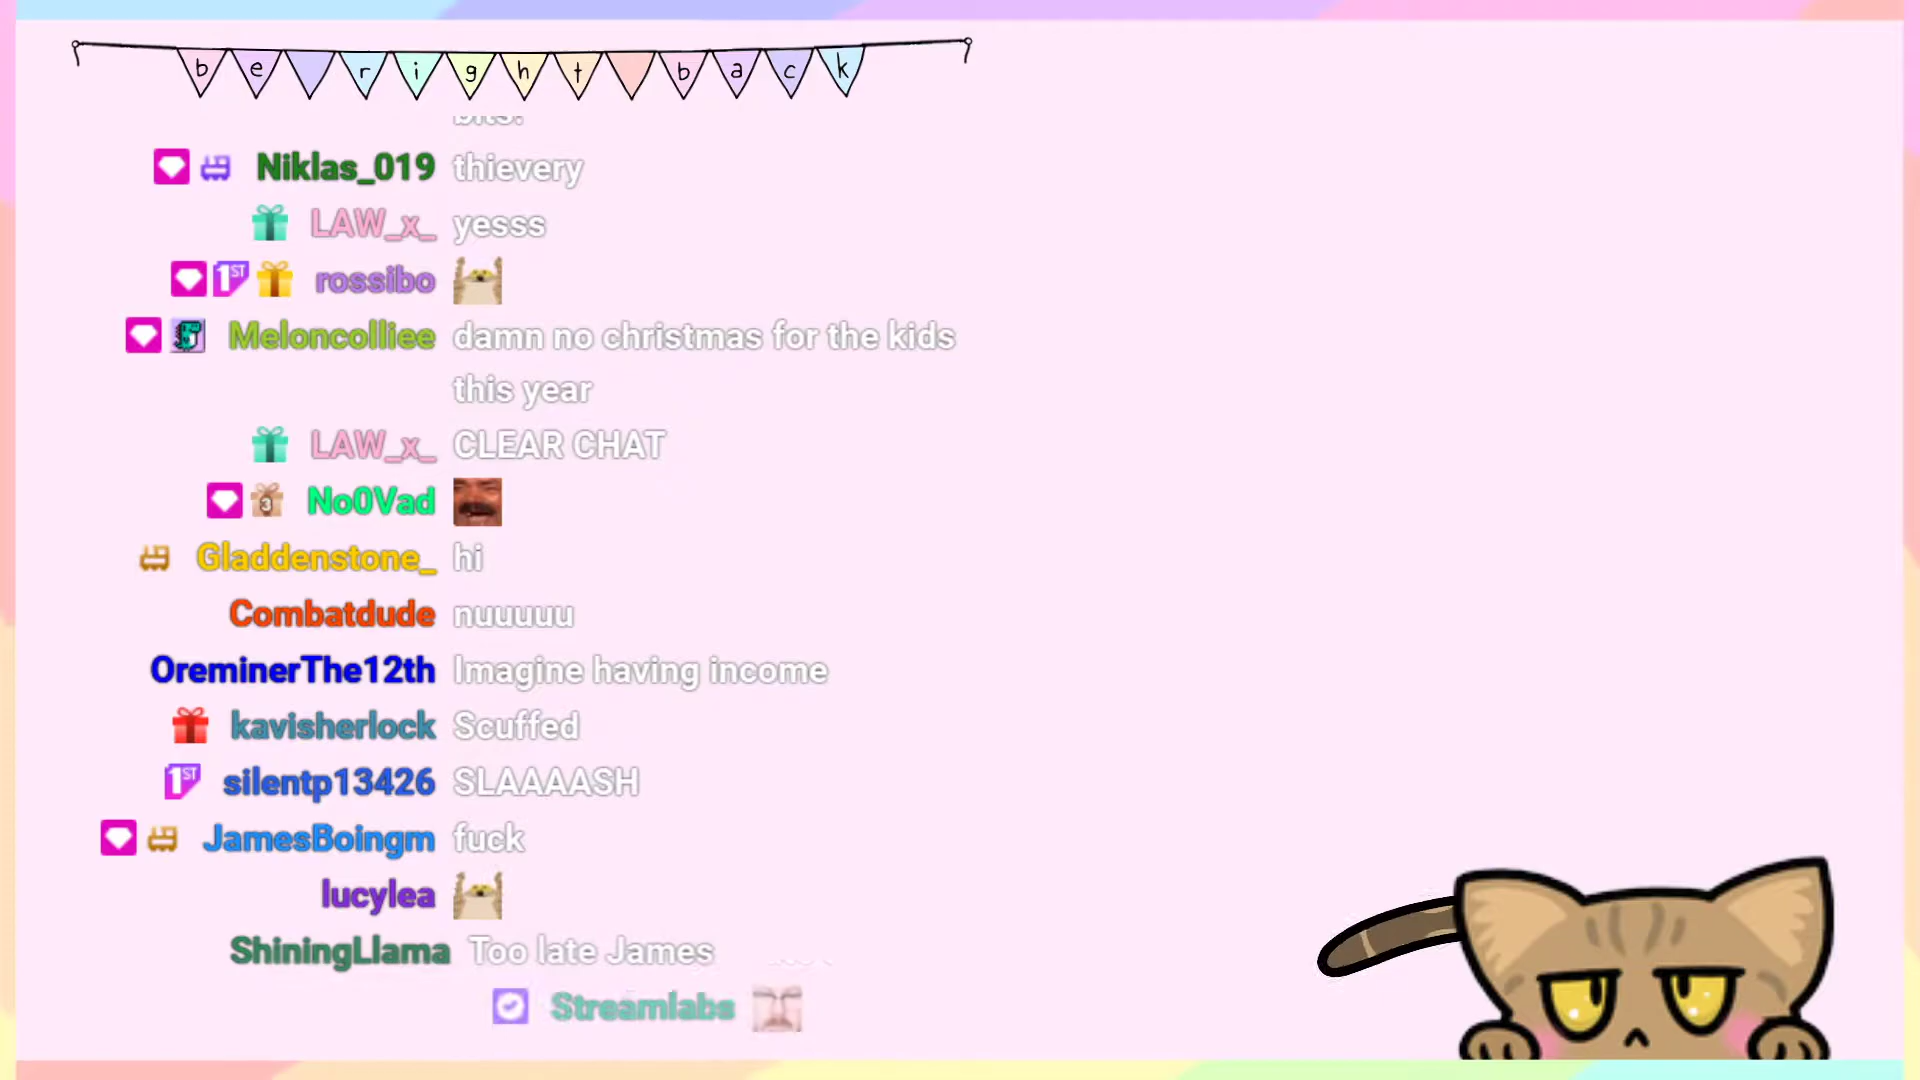 be right back
bits!
Niklas_019 thievery
LAW_x_ yesss
rossibo
Meloncolliee damn no christmas for the kids
this year
LAW_x_ CLEAR CHAT
No0Vad
Gladdenstone_ hi
Combatdude nuuuuu
OreminerThe12th Imagine having income
kavisherlock Scuffed
silentp13426 SLAAAASH
JamesBoingm fuck
lucylea
ShiningLlama Too late James
Streamlabs